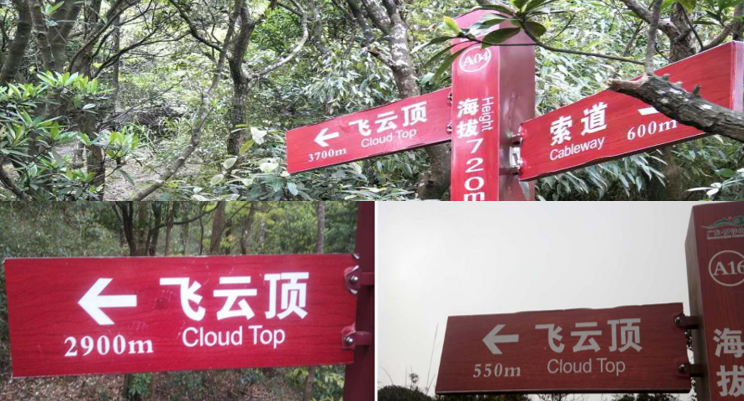 飞云顶
3700m
Cloud Top
A04
海拔720m
Height
索道
Cableway
600m
飞云顶
2900m
Cloud Top
飞云顶
550m
Cloud Top
A16
海拔